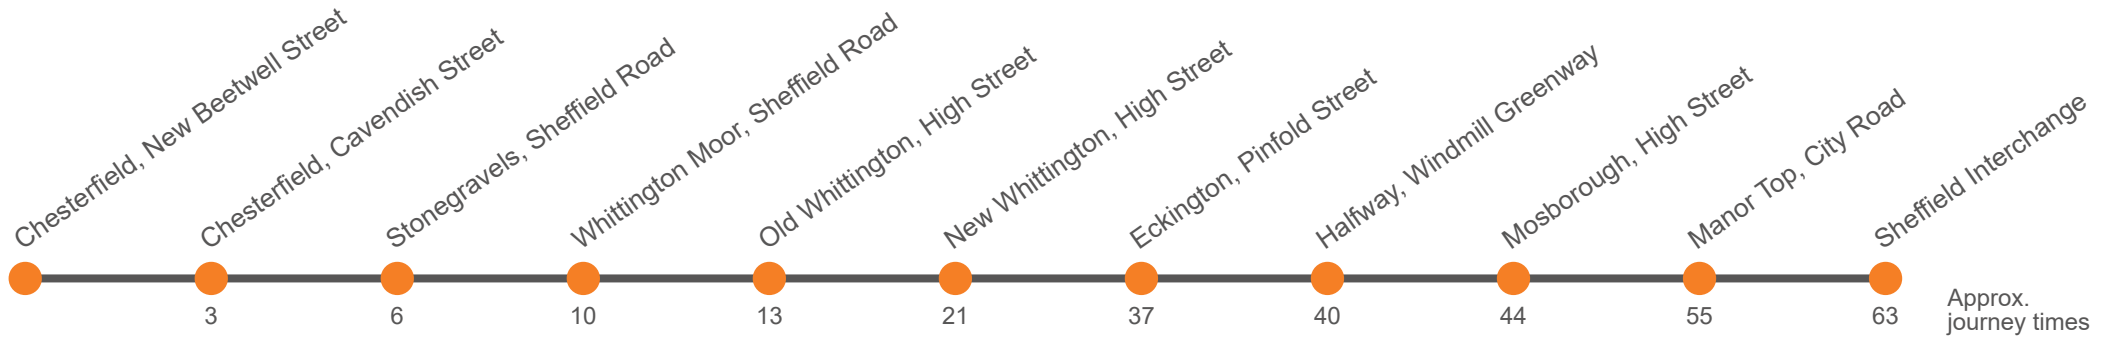 Chesterfield, New Beetwell Street
Chesterfield, Cavendish Street
Stonegravels, Sheffield Road
Whittington Moor, Sheffield Road
Old Whittington, High Street
New Whittington, High Street
Eckington, Pinfold Street
Halfway, Windmill Greenway
Mosborough, High Street
Manor Top, City Road
Sheffield Interchange
3 6 10 13 21 37 40 44 55 63
Approx.
journey times